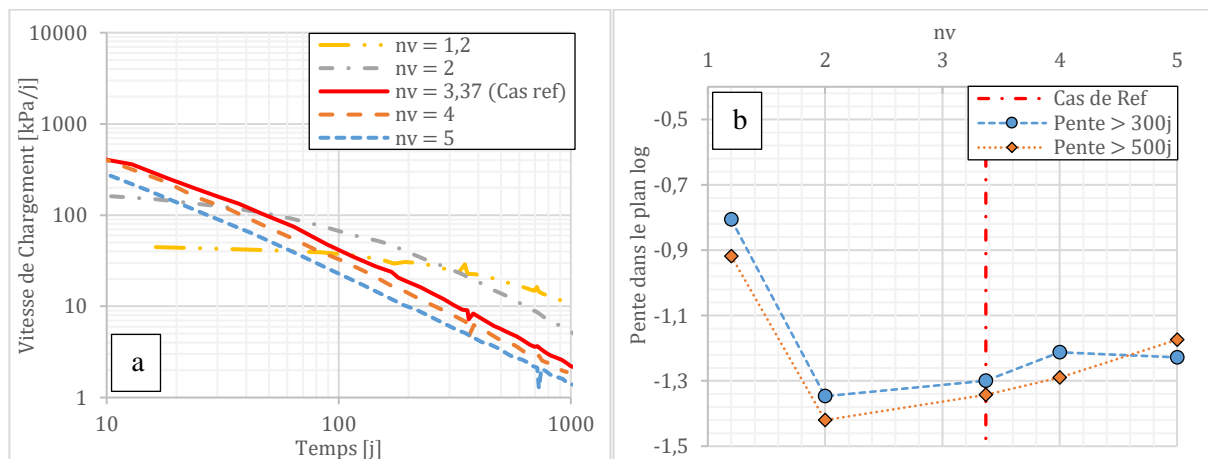 10000
1000
100
10
1
Vitesse de Chargement [kPa/j]
nv = 1,2
nv = 2
nv = 3,37 (Cas ref)
nv = 4
nv = 5
a
10
100
1000
Temps [j]
nv
1
2
3
4
5
-0,5
-0,7
-0,9
-1,1
-1,3
-1,5
Pente dans le plan log
b
Cas de Ref
Pente > 300j
Pente > 500j